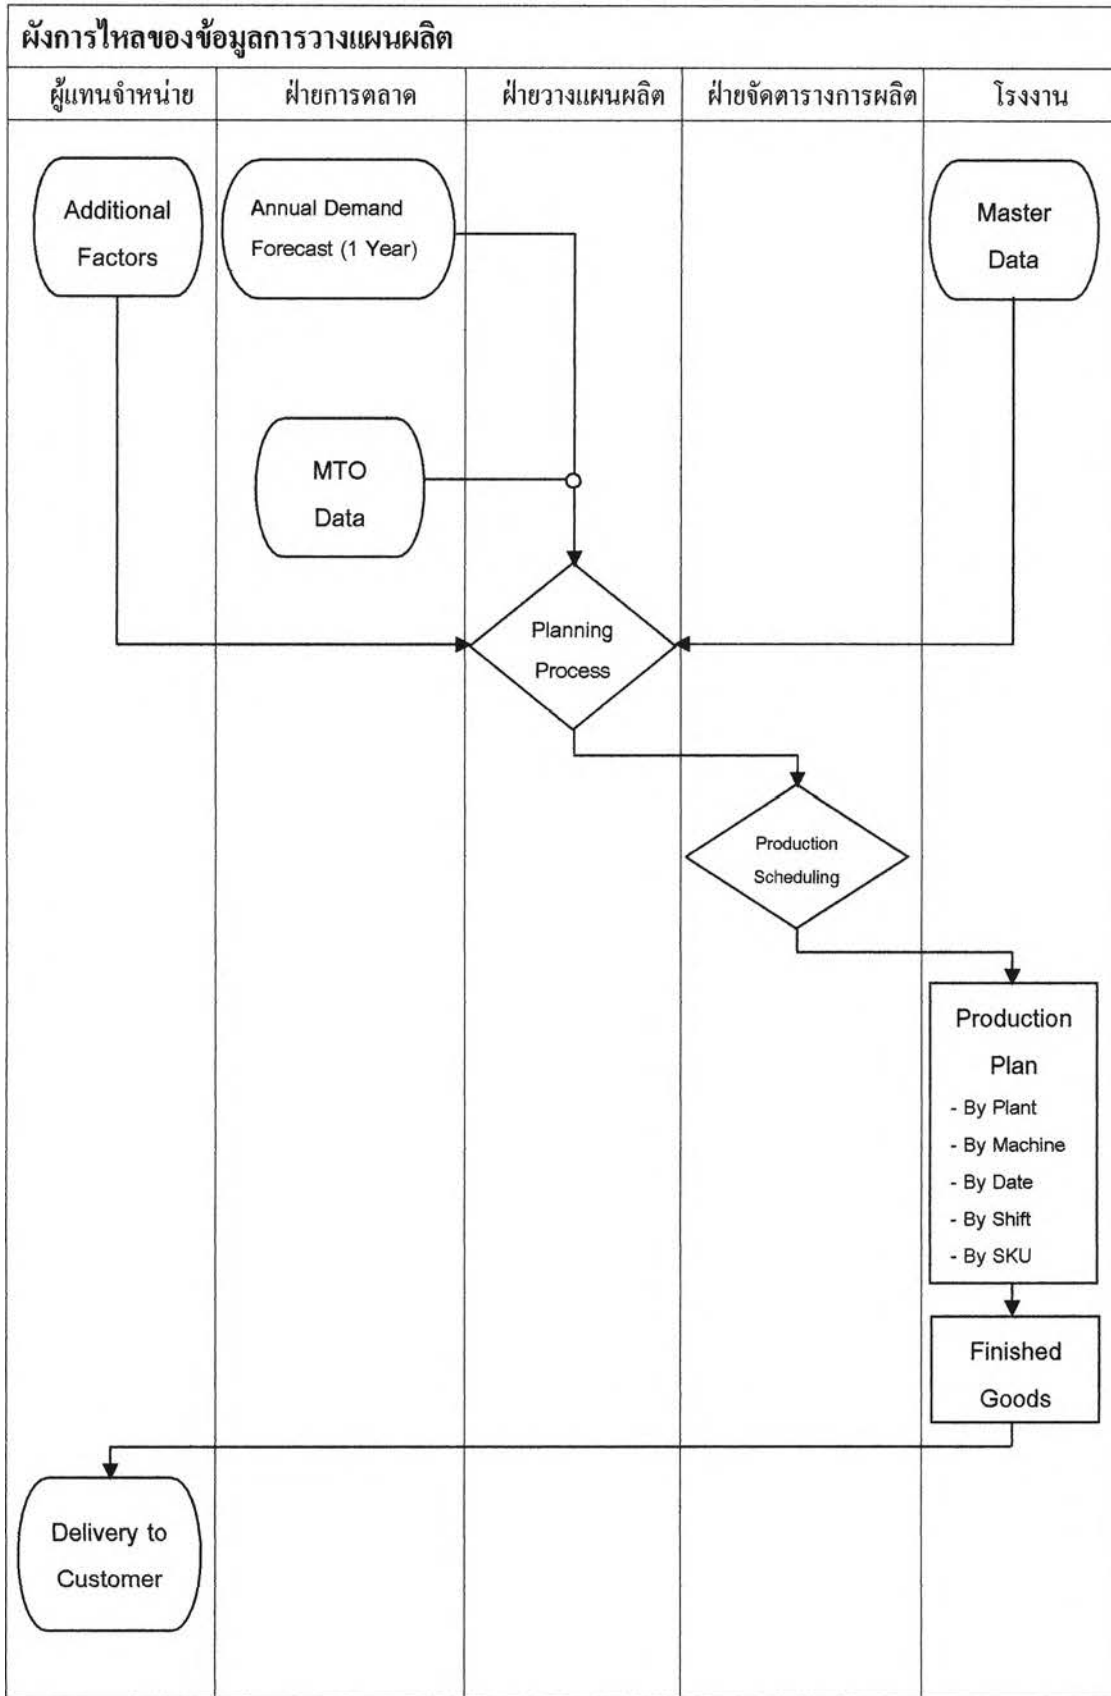 ผังการไหลของข้อมูลการวางแผนผลิต
ผู้แทนจำหน่าย
ฝ่ายการตลาด
ฝ่ายวางแผนผลิต
ฝ่ายจัดตารางการผลิต
โรงงาน
Additional
Factors
Annual Demand
Forecast (1 Year)
Master
Data
MTO
Data
Planning
Process
Production
Scheduling
Production
Plan
- By Plant
- By Machine
- By Date
- By Shift
- By SKU
Finished
Goods
Delivery to
Customer